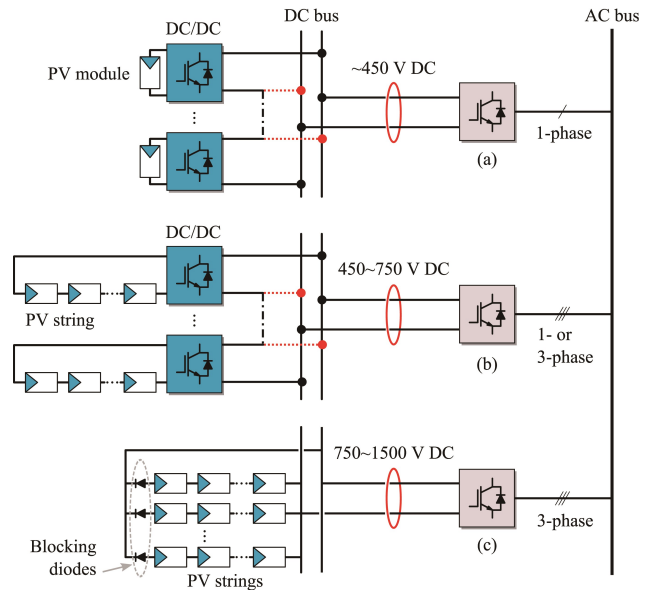 DC/DC
DC bus
AC bus
PV module
~450 V DC
1-phase
(a)
DC/DC
450~750 V DC
PV string
1- or
3-phase
(b)
750~1500 V DC
3-phase
(c)
Blocking
diodes
PV strings